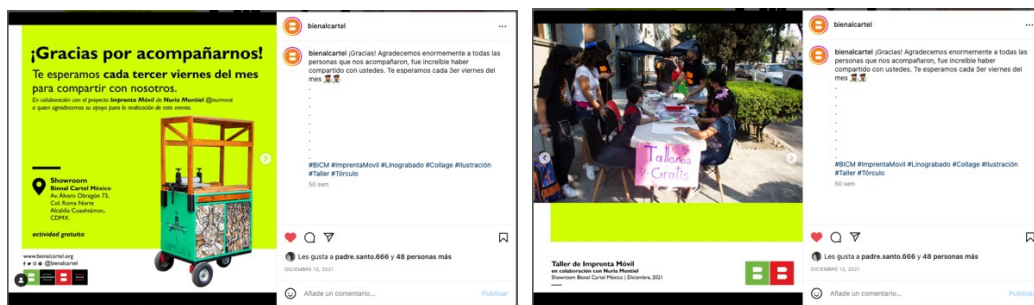 ¡Gracias por acompañarnos!
Te esperamos cada tercer viernes del mes
para compartir con nosotros.
En colaboración con el proyecto Imprenta Móvil de Nuria Montiel @nurmont
a quien agradecemos su apoyo para la realización de este evento.
Showroom
Bienal Cartel México
Av. Álvaro Obregón 73,
Col. Roma Norte
Alcaldía Cuauhtémoc,
CDMX.
actividad gratuita
www.bienalcartel.org
@bienalcartel
bienalcartel
bienalcartel ¡Gracias! Agradecemos enormemente a todas las
personas que nos acompañaron, fue increíble haber
compartido con ustedes. Te esperamos cada 3er viernes del
mes
.
.
.
.
.
.
#BICM #ImprentaMovil #Linograbado #Collage #Ilustración
#Taller #Tórculo
50 sem
Les gusta a padre.santo.666 y 48 personas más
DICIEMBRE 13, 2021
Añade un comentario...
Publicar
Talleres
Gratis
Taller de Imprenta Móvil
en colaboración con Nuria Montiel
Showroom Bienal Cartel México | Diciembre, 2021
bienalcartel
bienalcartel ¡Gracias! Agradecemos enormemente a todas las
personas que nos acompañaron, fue increíble haber
compartido con ustedes. Te esperamos cada 3er viernes del
mes
.
.
.
.
.
.
#BICM #ImprentaMovil #Linograbado #Collage #Ilustración
#Taller #Tórculo
50 sem
Les gusta a padre.santo.666 y 48 personas más
DICIEMBRE 13, 2021
Añade un comentario...
Publicar